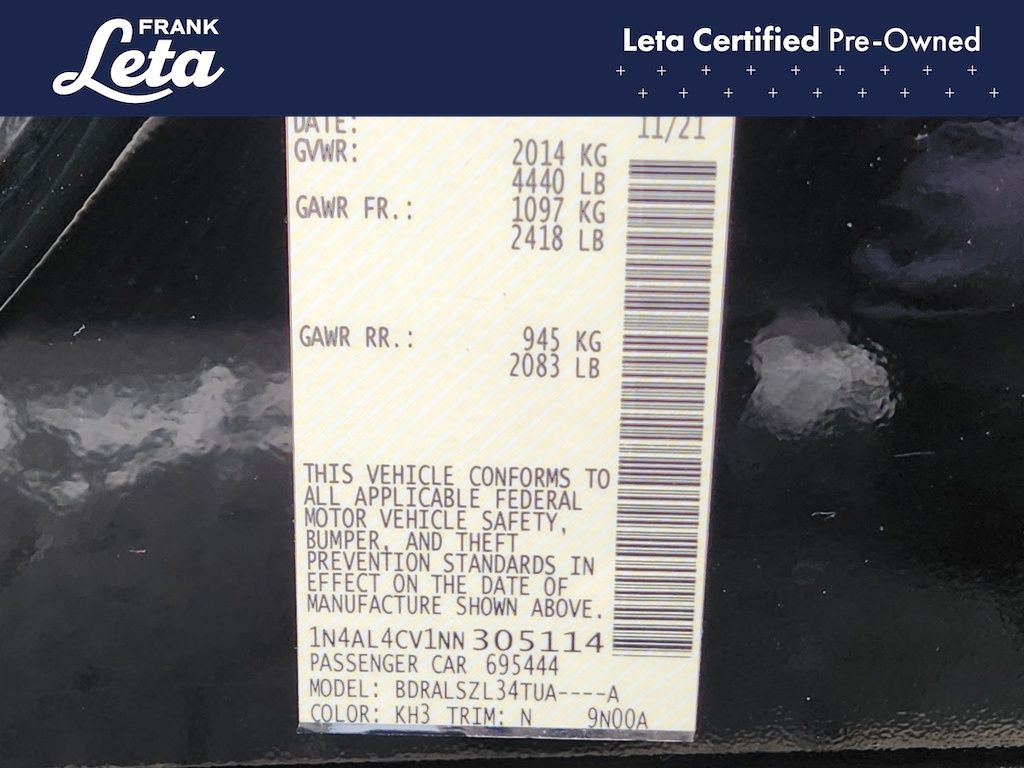 FRANK
Leta
Leta Certified Pre-Owned
DATE: 11/21
GVWR: 2014 KG
4440 LB
GAWR FR.: 1097 KG
2418 LB
GAWR RR.: 945 KG
2083 LB
THIS VEHICLE CONFORMS TO
ALL APPLICABLE FEDERAL
MOTOR VEHICLE SAFETY,
BUMPER, AND THEFT
PREVENTION STANDARDS IN
EFFECT ON THE DATE OF
MANUFACTURE SHOWN ABOVE.
1N4AL4CV1NN305114
PASSENGER CAR 695444
MODEL: BDRALSZL34TUA----A
COLOR: KH3 TRIM: N 9N00A